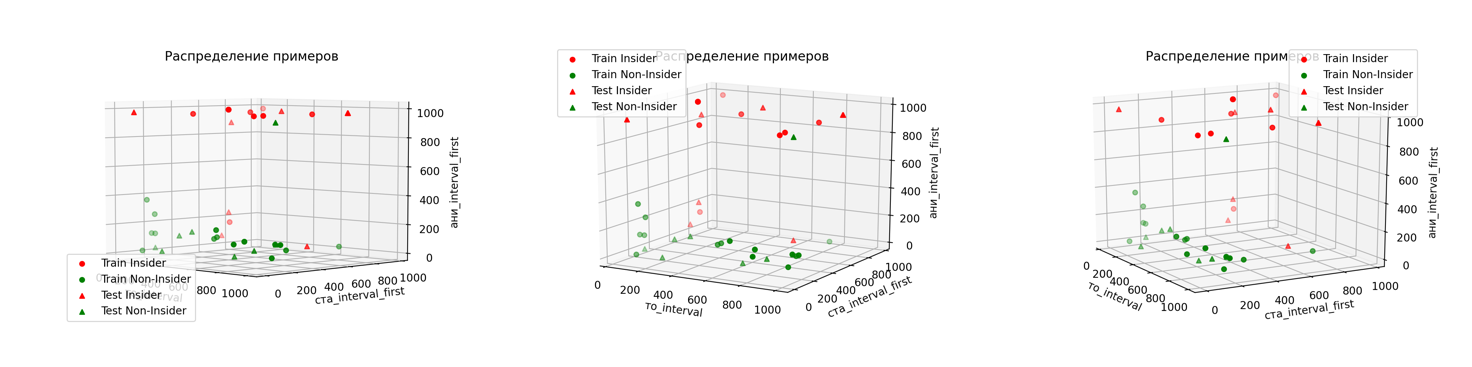 Распределение примеров
Train Insider
Train Non-Insider
Test Insider
Test Non-Insider
0 200 400 600 800 1000
ста_interval_first
0 200 400 600 800 1000
ани_interval_first
Распределение примеров
Train Insider
Train Non-Insider
Test Insider
Test Non-Insider
0 200 400 600 800 1000
то_interval
0 200 400 600 800 1000
ста_interval_first
0 200 400 600 800 1000
ани_interval_first
Распределение примеров
Train Insider
Train Non-Insider
Test Insider
Test Non-Insider
0 200 400 600 800 1000
то_interval
0 200 400 600 800 1000
ста_interval_first
0 200 400 600 800 1000
ани_interval_first